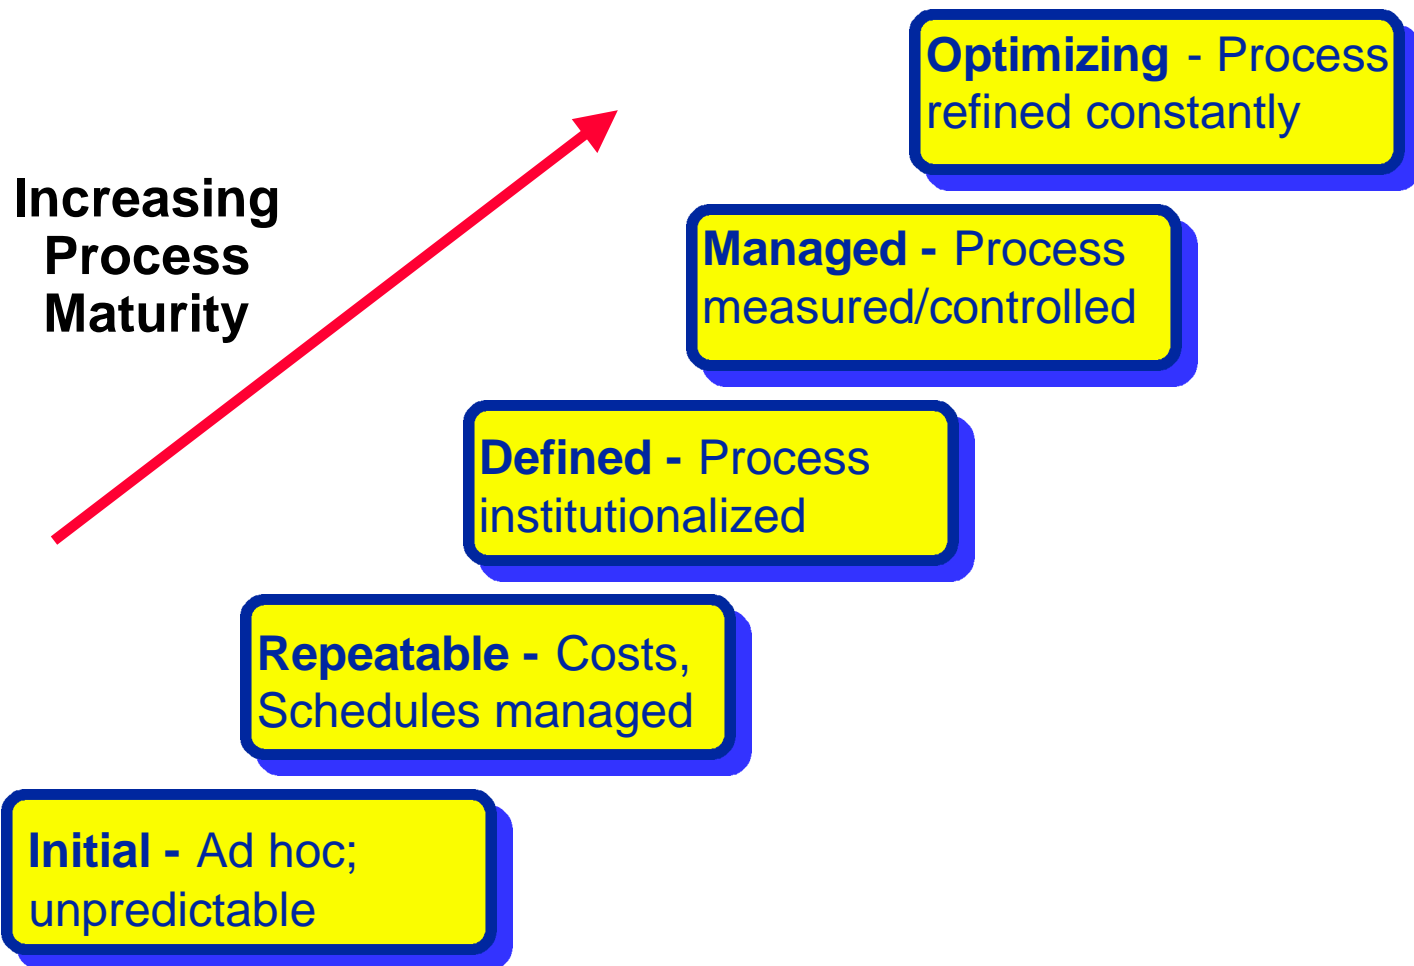 Optimizing - Process
refined constantly
Increasing
Process
Maturity
Managed - Process
measured/controlled
Defined - Process
institutionalized
Repeatable - Costs,
Schedules managed
Initial - Ad hoc;
unpredictable